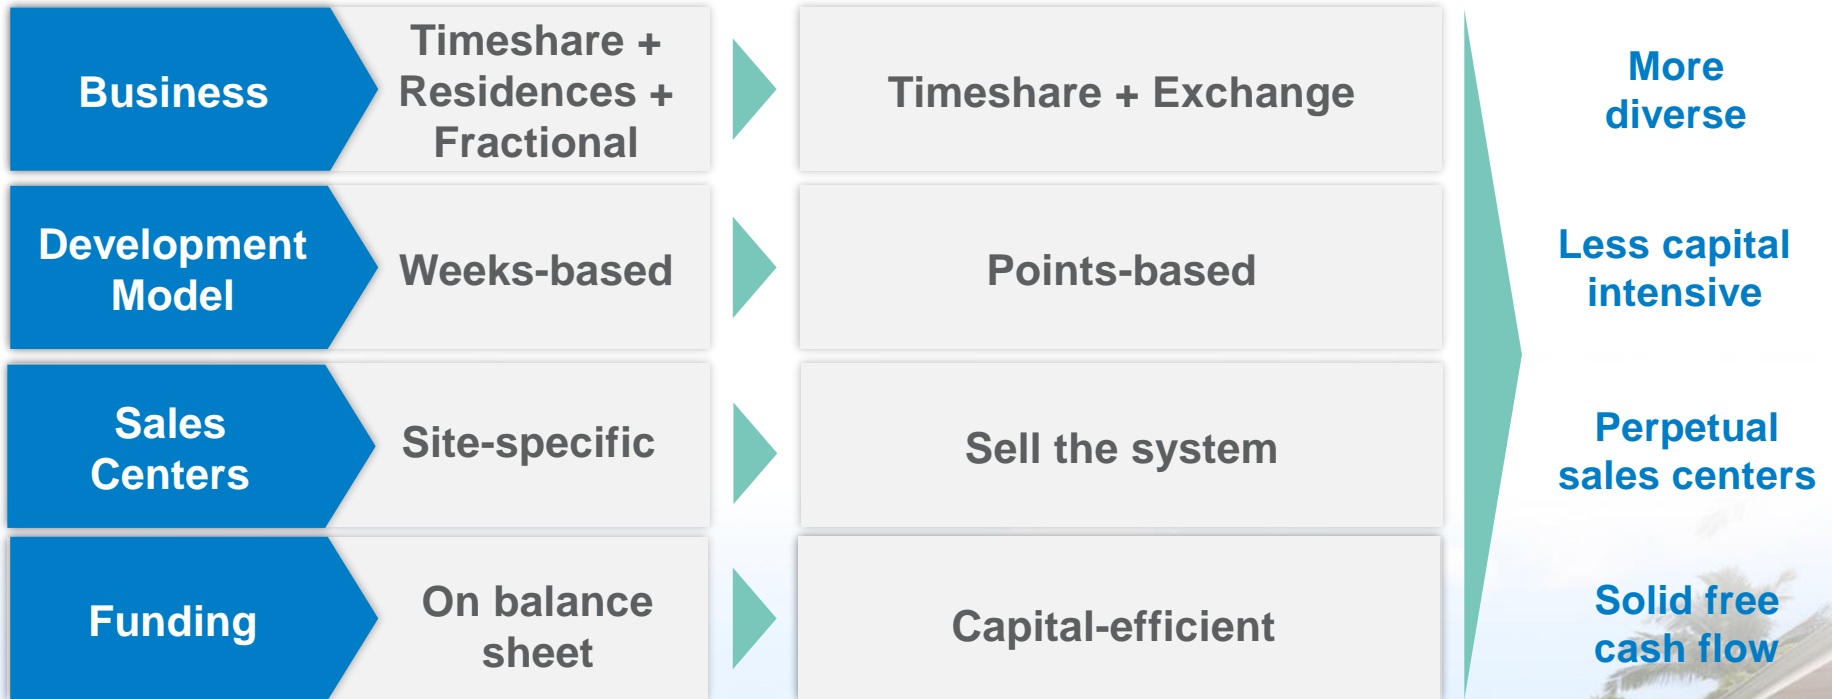 Business
Timeshare +
Residences +
Fractional
Timeshare + Exchange
More
diverse
Development
Model
Weeks-based
Points-based
Less capital
intensive
Sales
Centers
Site-specific
Sell the system
Perpetual
sales centers
Funding
On balance
sheet
Capital-efficient
Solid free
cash flow